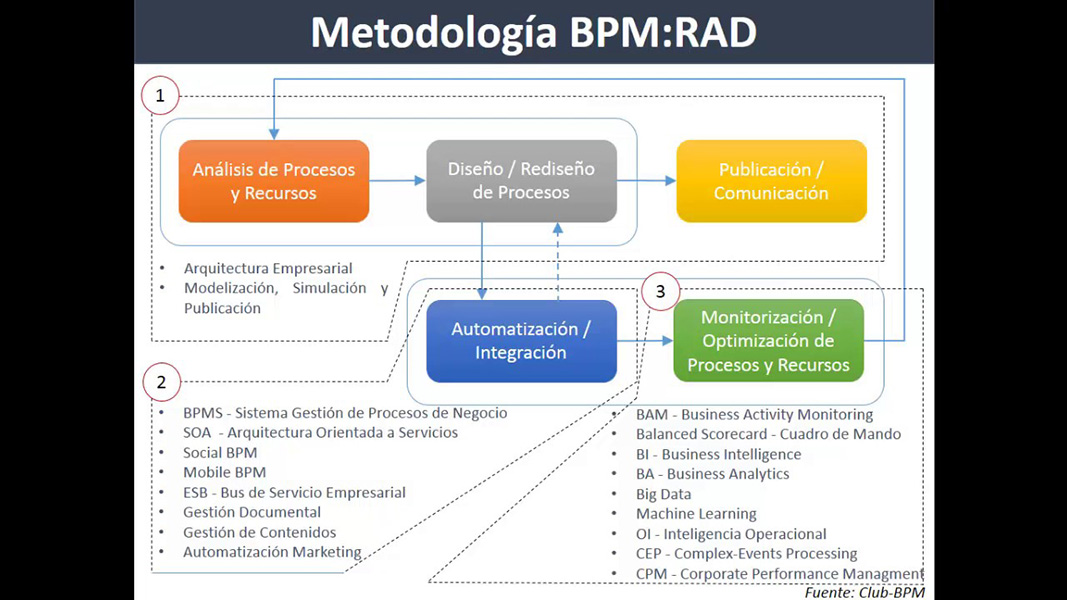 Metodología BPM:RAD
1
Análisis de Procesos
y Recursos
Diseño / Rediseño
de Procesos
Publicación /
Comunicación
• Arquitectura Empresarial
• Modelización, Simulación y
Publicación
Automatización /
Integración
3
Monitorización /
Optimización de
Procesos y Recursos
2
• BPMS - Sistema Gestión de Procesos de Negocio
• SOA - Arquitectura Orientada a Servicios
• Social BPM
• Mobile BPM
• ESB - Bus de Servicio Empresarial
• Gestión Documental
• Gestión de Contenidos
• Automatización Marketing
• BAM - Business Activity Monitoring
• Balanced Scorecard - Cuadro de Mando
• BI - Business Intelligence
• BA - Business Analytics
• Big Data
• Machine Learning
• OI - Inteligencia Operacional
• CEP - Complex-Events Processing
• CPM - Corporate Performance Managment
Fuente: Club-BPM